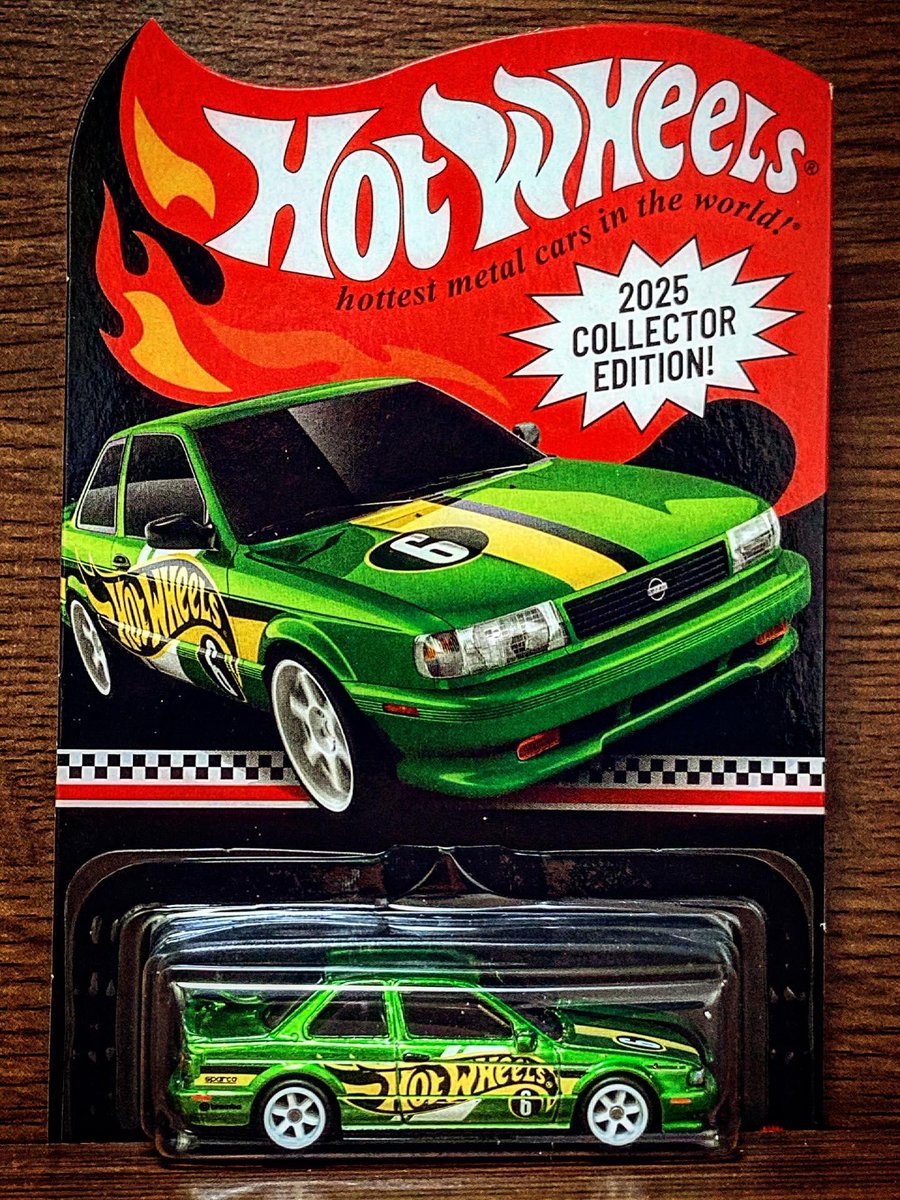 HOT WHEELS®
hottest metal cars in the world!®
2025
COLLECTOR
EDITION!
6
HOT WHEELS
6
6
sparco
HOT WHEELS®
6